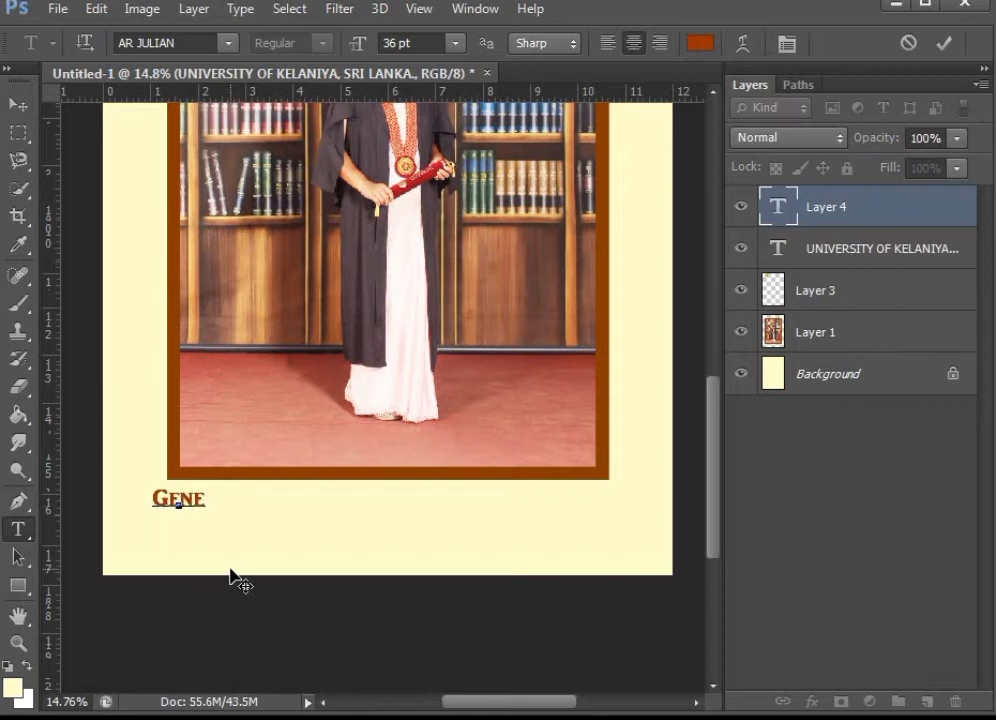 Ps File Edit Image Layer Type Select Filter 3D View Window Help
T AR JULIAN Regular 36 pt aa Sharp
Untitled-1 @ 14.8% (UNIVERSITY OF KELANIYA, SRI LANKA., RGB/8) * ×
Layers Paths
Kind
Normal Opacity: 100%
Lock: Fill: 100%
T Layer 4
T UNIVERSITY OF KELANIYA...
Layer 3
Layer 1
Background
GENE
14.76% Doc: 55.6M/43.5M
fx